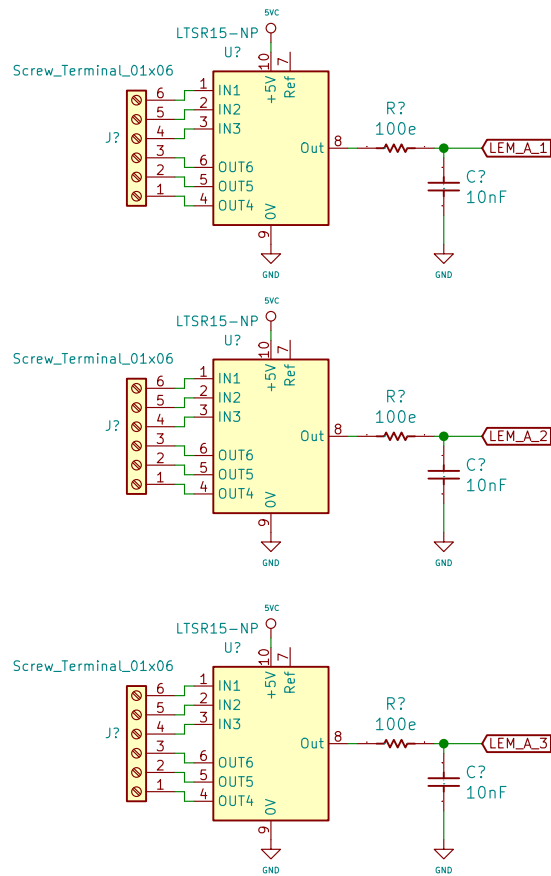 5VC
LTSR15-NP
U?
Screw_Terminal_01x06
10
7
+5V
Ref
6 1 IN1
5 2 IN2
4 3 IN3
J?
3 6 OUT6
2 5 OUT5
1 4 OUT4
Out 8
R?
100e
LEM_A_1
C?
10nF
0V
9
GND
GND
5VC
LTSR15-NP
U?
Screw_Terminal_01x06
10
7
+5V
Ref
6 1 IN1
5 2 IN2
4 3 IN3
J?
3 6 OUT6
2 5 OUT5
1 4 OUT4
Out 8
R?
100e
LEM_A_2
C?
10nF
0V
9
GND
GND
5VC
LTSR15-NP
U?
Screw_Terminal_01x06
10
7
+5V
Ref
6 1 IN1
5 2 IN2
4 3 IN3
J?
3 6 OUT6
2 5 OUT5
1 4 OUT4
Out 8
R?
100e
LEM_A_3
C?
10nF
0V
9
GND
GND